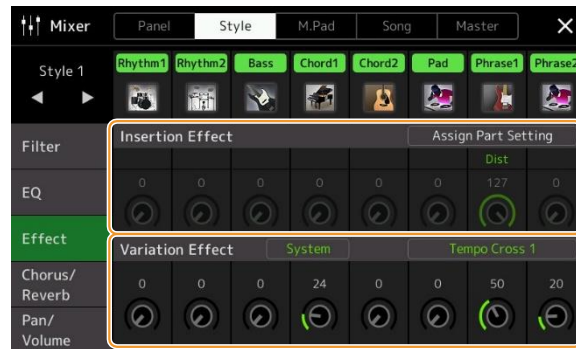 Mixer
Panel Style M.Pad Song Master
Style 1
Rhythm1 Rhythm2 Bass Chord1 Chord2 Pad Phrase1 Phrase2
Filter
EQ
Effect
Chorus/
Reverb
Pan/
Volume
Insertion Effect Assign Part Setting
Dist
0 0 0 0 0 0 127 0
Variation Effect System Tempo Cross 1
0 0 0 24 0 0 50 20